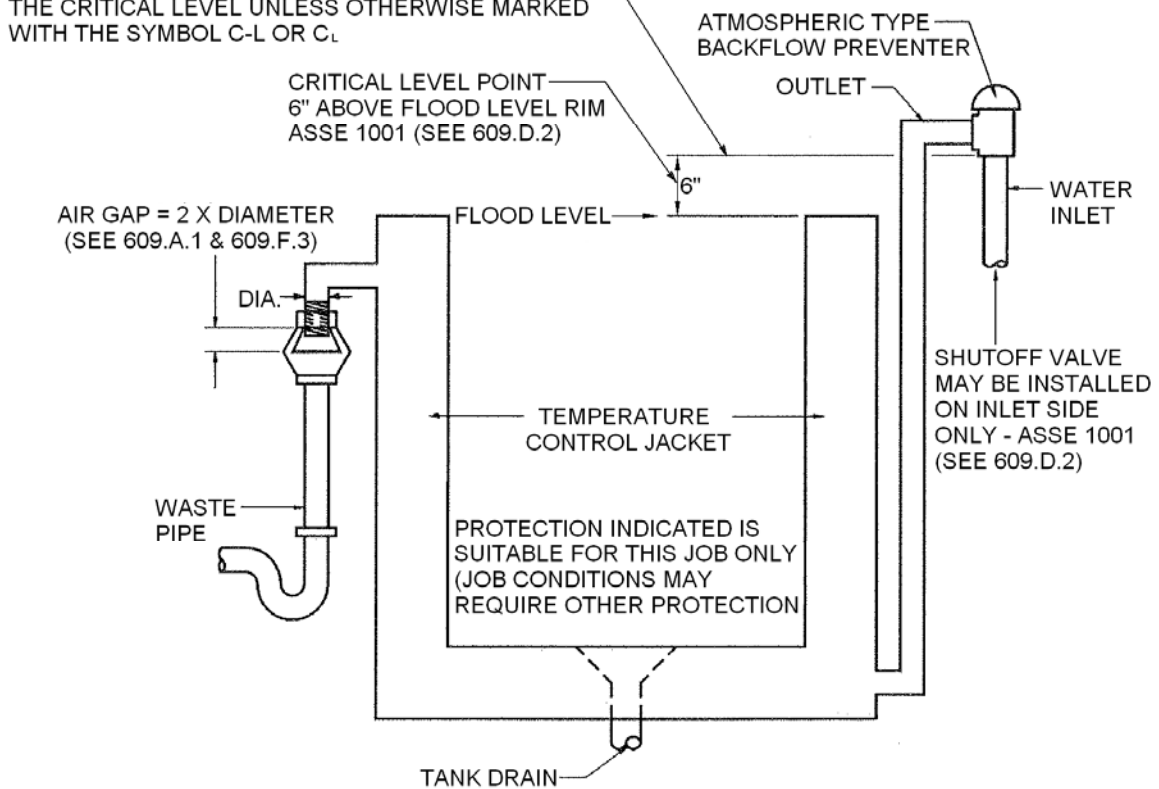 THE CRITICAL LEVEL UNLESS OTHERWISE MARKED
WITH THE SYMBOL C-L OR CL
ATMOSPHERIC TYPE
BACKFLOW PREVENTER
CRITICAL LEVEL POINT
6" ABOVE FLOOD LEVEL RIM
ASSE 1001 (SEE 609.D.2)
OUTLET
6"
WATER
INLET
AIR GAP = 2 X DIAMETER
(SEE 609.A.1 & 609.F.3)
FLOOD LEVEL
DIA.
SHUTOFF VALVE
MAY BE INSTALLED
ON INLET SIDE
ONLY - ASSE 1001
(SEE 609.D.2)
TEMPERATURE
CONTROL JACKET
WASTE
PIPE
PROTECTION INDICATED IS
SUITABLE FOR THIS JOB ONLY
(JOB CONDITIONS MAY
REQUIRE OTHER PROTECTION
TANK DRAIN